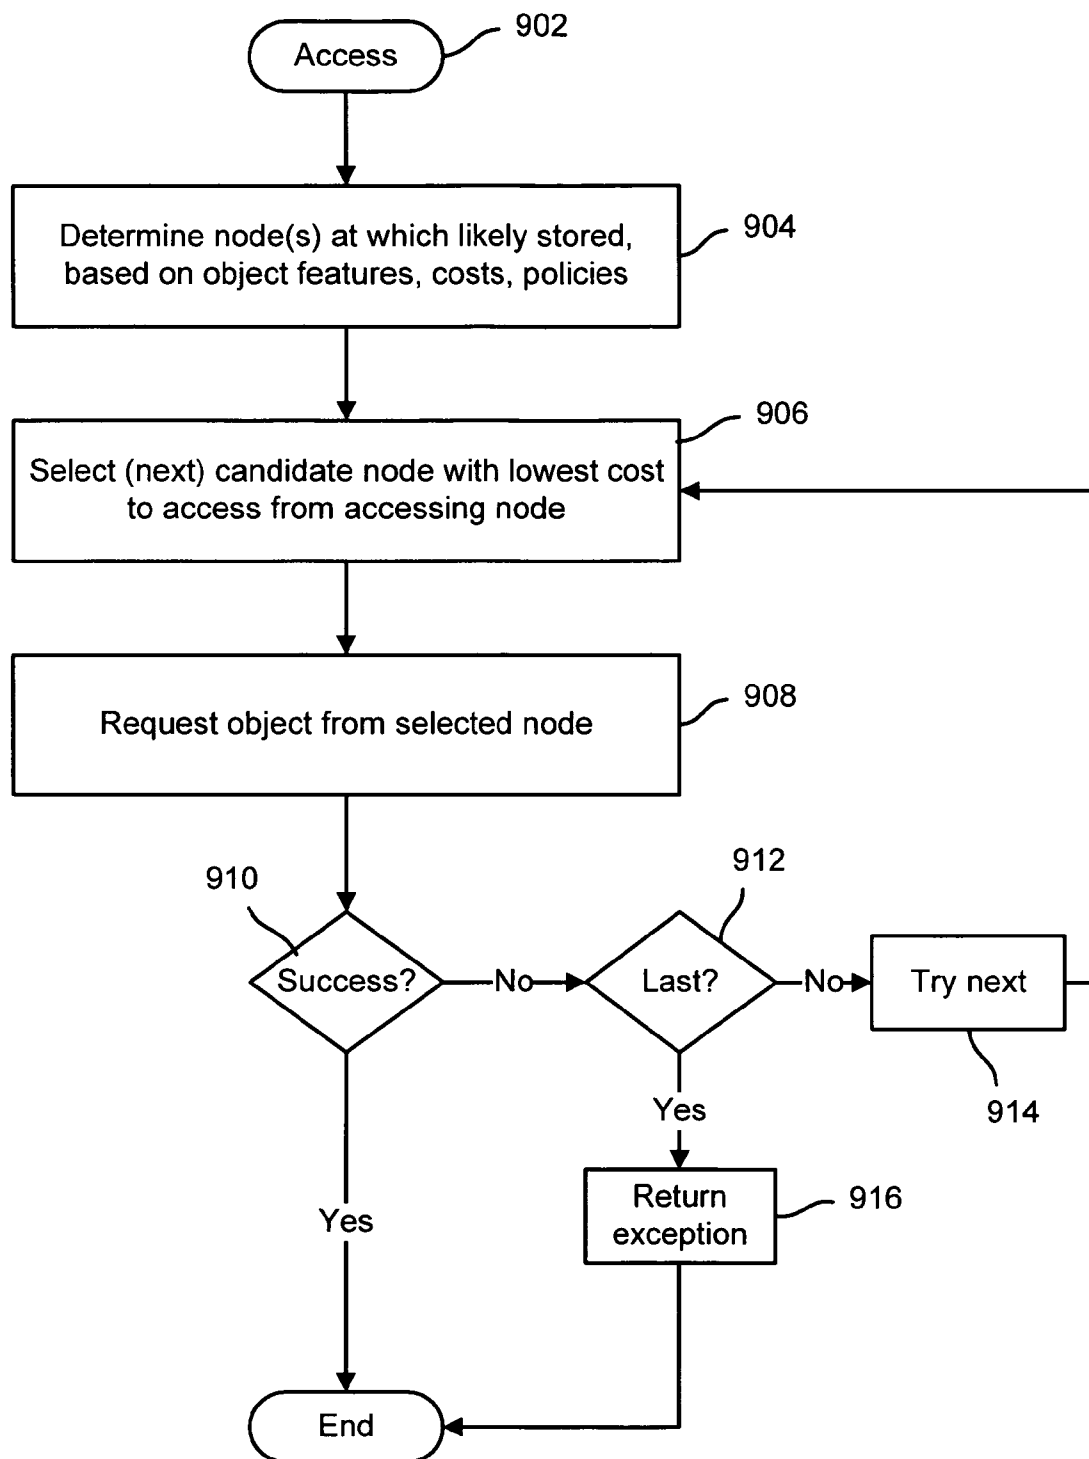 902
Access
904
Determine node(s) at which likely stored,
based on object features, costs, policies
906
Select (next) candidate node with lowest cost
to access from accessing node
908
Request object from selected node
910
912
Success?
No
Last?
No
Try next
914
Yes
Return
exception
916
Yes
End